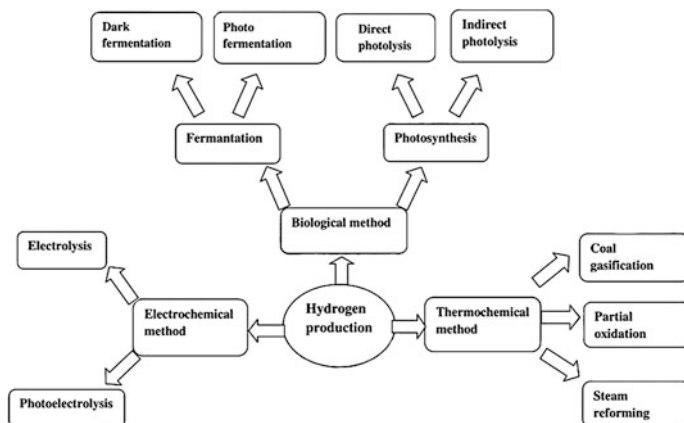 Dark
fermentation
Photo
fermentation
Direct
photolysis
Indirect
photolysis
Fermantation
Photosynthesis
Biological method
Electrolysis
Coal
gasification
Electrochemical
method
Hydrogen
production
Thermochemical
method
Partial
oxidation
Photoelectrolysis
Steam
reforming